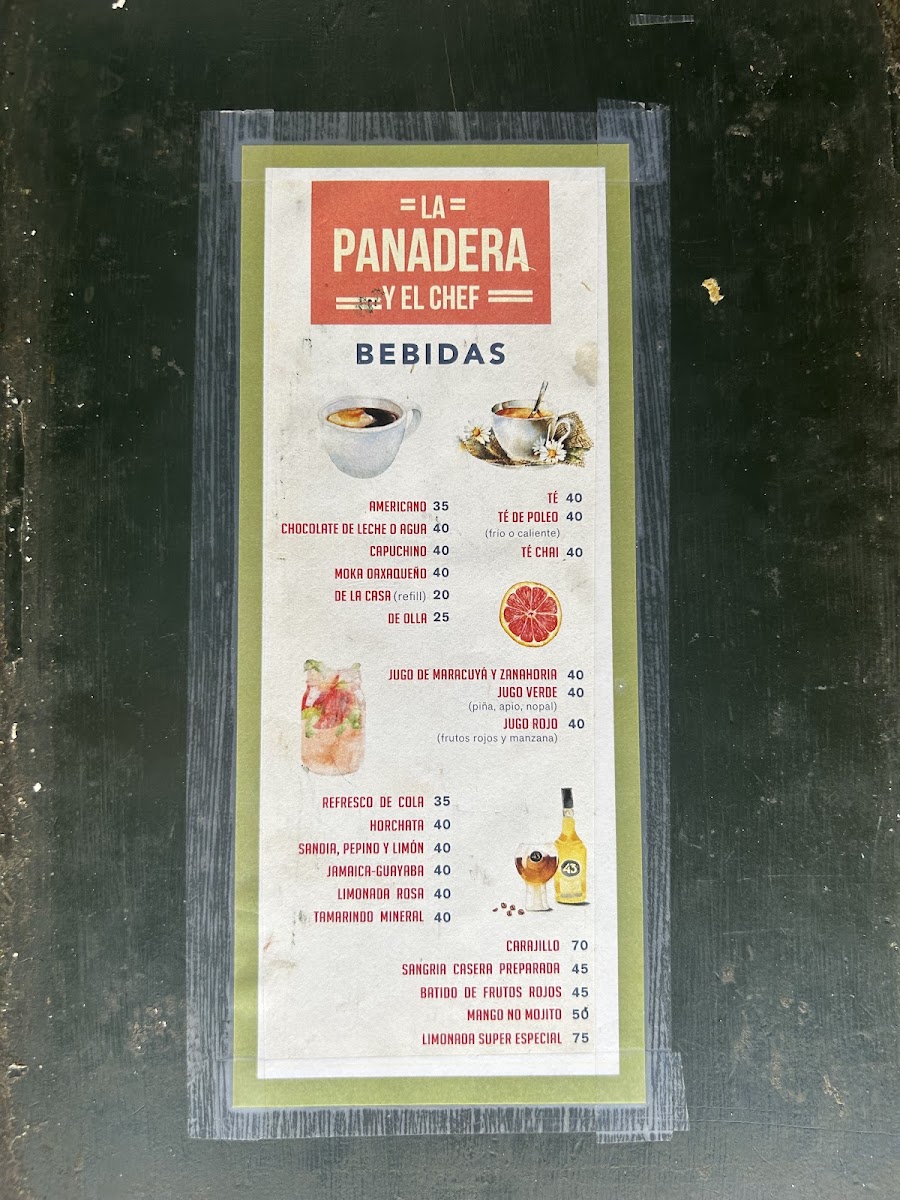 LA
PANADERA
Y EL CHEF
BEBIDAS
AMERICANO 35
CHOCOLATE DE LECHE O AGUA 40
CAPUCHINO 40
MOKA OAXAQUEÑO 40
DE LA CASA (refill) 20
DE OLLA 25
TÉ 40
TÉ DE POLEO 40
(frio o caliente)
TÉ CHAI 40
JUGO DE MARACUYÁ Y ZANAHORIA 40
JUGO VERDE 40
(piña, apio, nopal)
JUGO ROJO 40
(frutos rojos y manzana)
REFRESCO DE COLA 35
HORCHATA 40
SANDIA, PEPINO Y LIMÓN 40
JAMAICA-GUAYABA 40
LIMONADA ROSA 40
TAMARINDO MINERAL 40
43
43
CARAJILLO 70
SANGRIA CASERA PREPARADA 45
BATIDO DE FRUTOS ROJOS 45
MANGO NO MOJITO 50
LIMONADA SUPER ESPECIAL 75